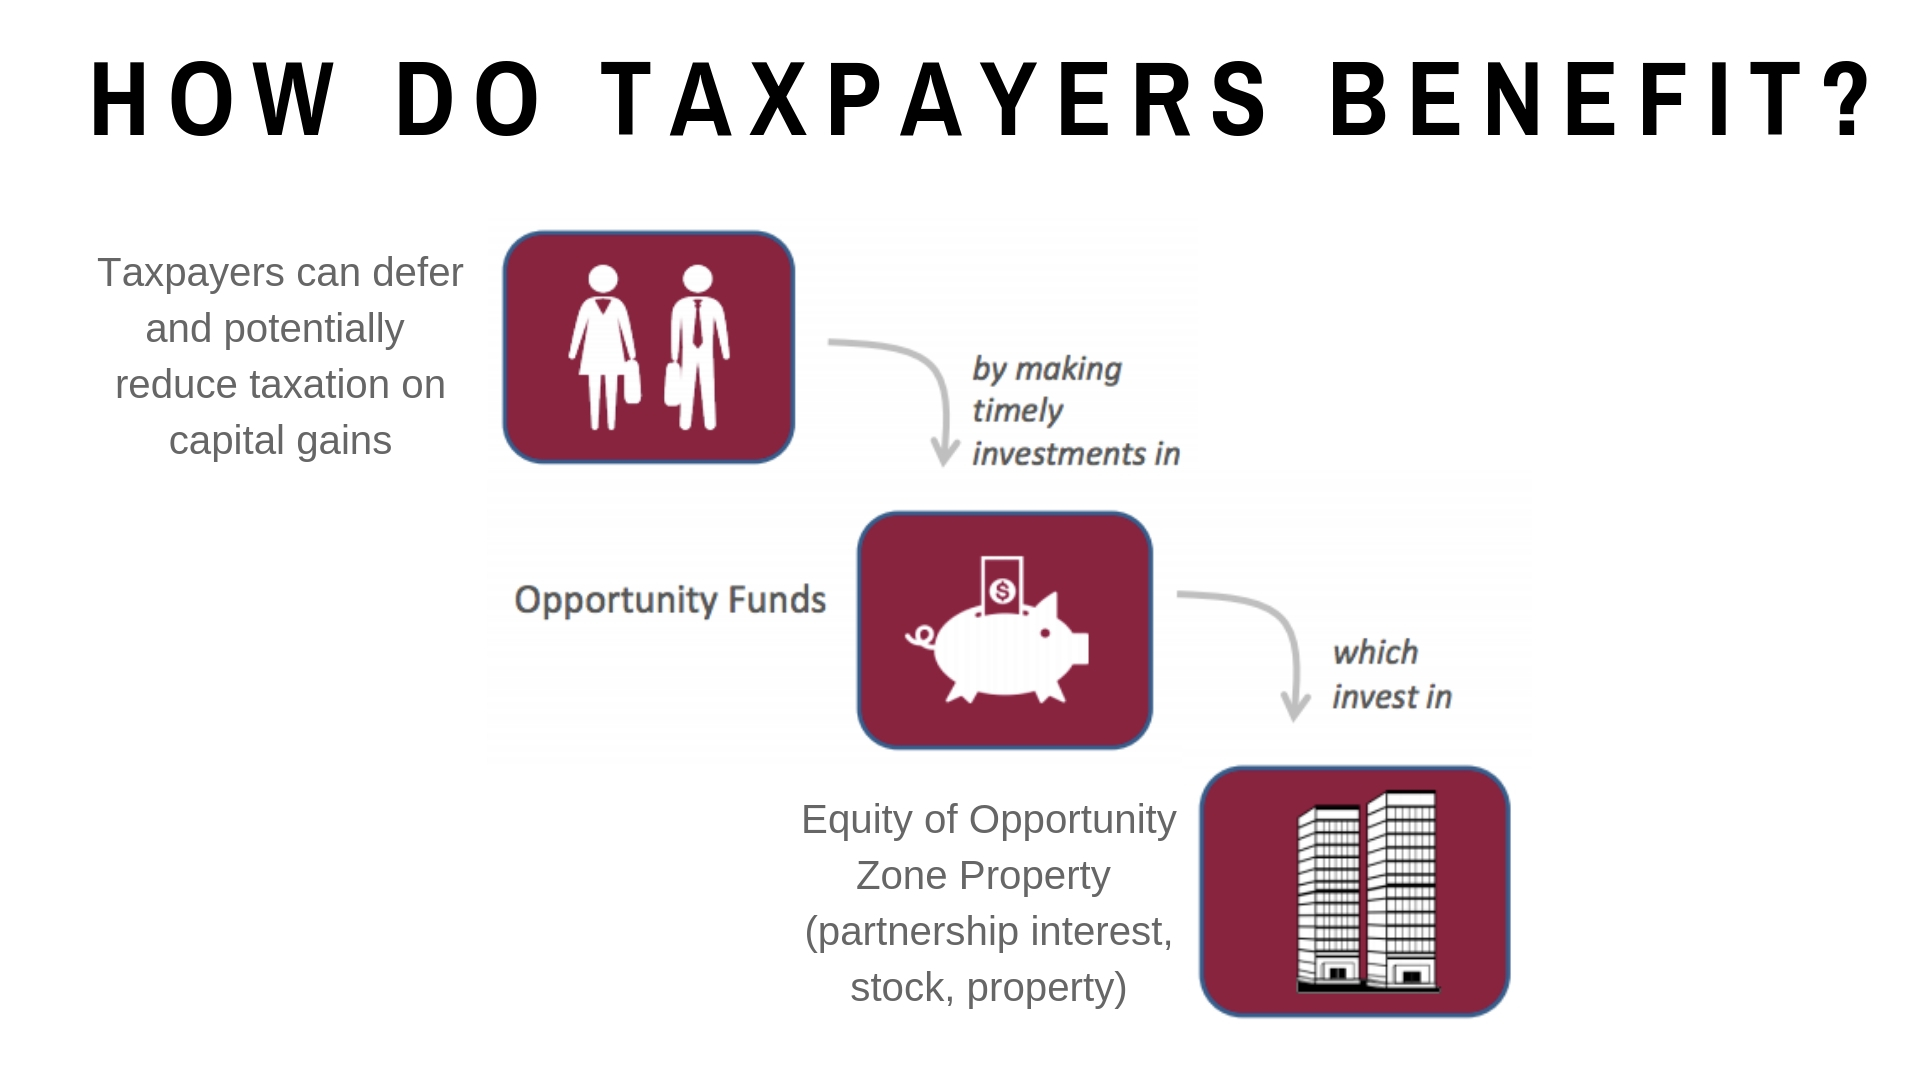 HOW DO TAXPAYERS BENEFIT?
Taxpayers can defer
and potentially
reduce taxation on
capital gains
by making
timely
investments in
Opportunity Funds
$
which
invest in
Equity of Opportunity
Zone Property
(partnership interest,
stock, property)